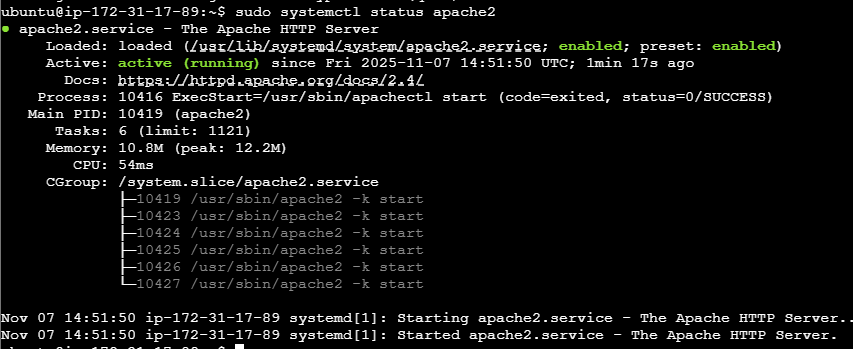 ubuntu@ip-172-31-17-89:~$ sudo systemctl status apache2
● apache2.service - The Apache HTTP Server
     Loaded: loaded (/usr/lib/systemd/system/apache2.service; enabled; preset: enabled)
     Active: active (running) since Fri 2025-11-07 14:51:50 UTC; 1min 17s ago
       Docs: https://httpd.apache.org/docs/2.4/
    Process: 10416 ExecStart=/usr/sbin/apachectl start (code=exited, status=0/SUCCESS)
   Main PID: 10419 (apache2)
      Tasks: 6 (limit: 1121)
     Memory: 10.8M (peak: 12.2M)
        CPU: 54ms
     CGroup: /system.slice/apache2.service
             ├─10419 /usr/sbin/apache2 -k start
             ├─10423 /usr/sbin/apache2 -k start
             ├─10424 /usr/sbin/apache2 -k start
             ├─10425 /usr/sbin/apache2 -k start
             ├─10426 /usr/sbin/apache2 -k start
             └─10427 /usr/sbin/apache2 -k start
Nov 07 14:51:50 ip-172-31-17-89 systemd[1]: Starting apache2.service - The Apache HTTP Server..
Nov 07 14:51:50 ip-172-31-17-89 systemd[1]: Started apache2.service - The Apache HTTP Server.